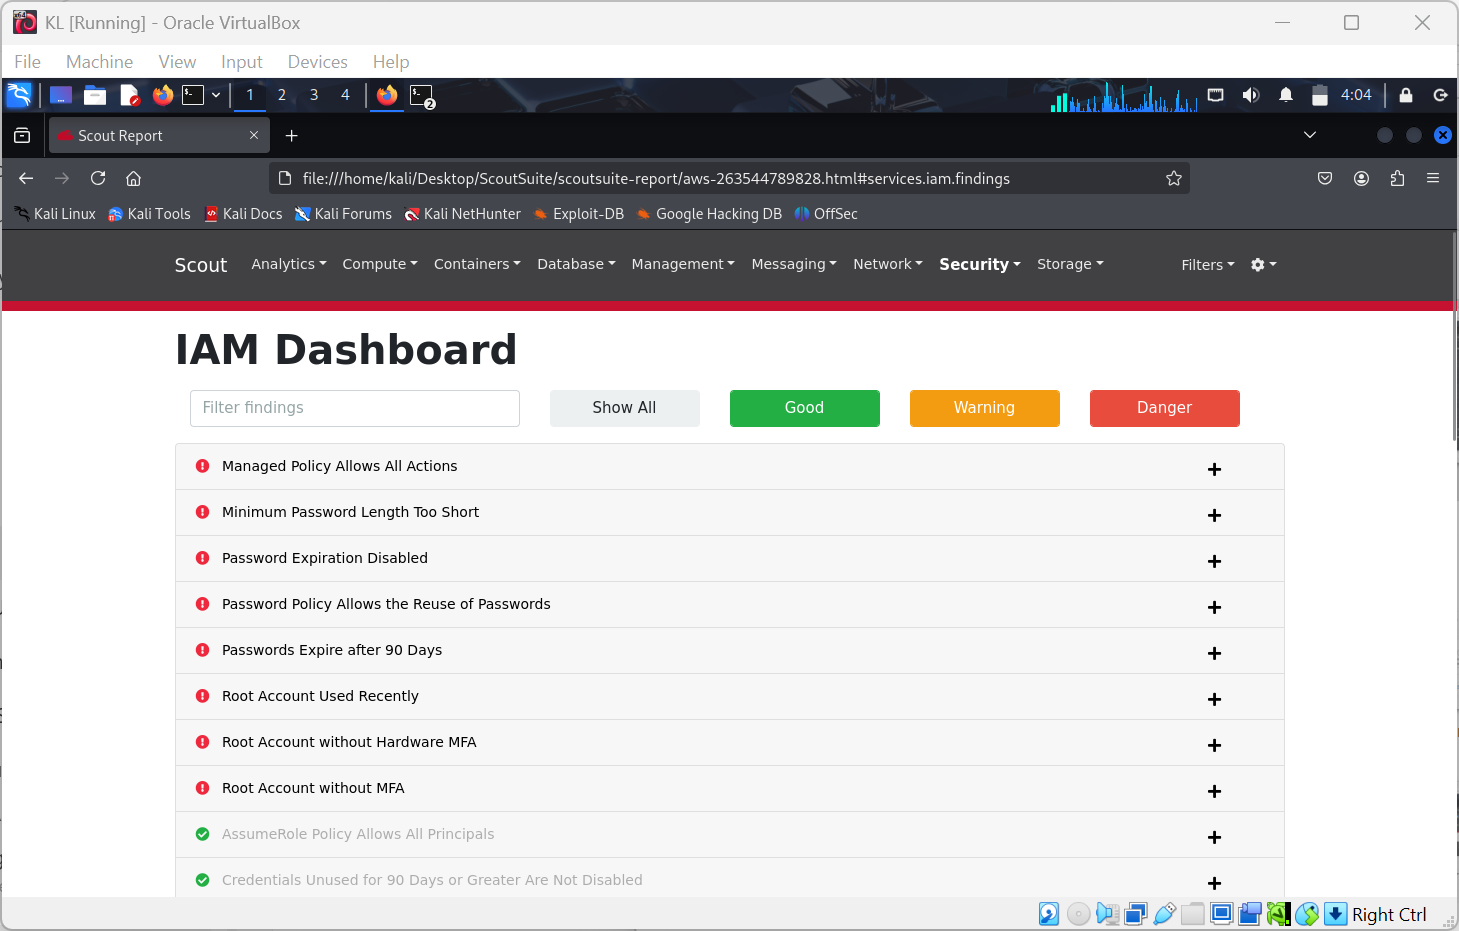 KL [Running] - Oracle VirtualBox
File Machine View Input Devices Help
1 2 3 4 2 4:04
Scout Report
file:///home/kali/Desktop/ScoutSuite/scoutsuite-report/aws-263544789828.html#services.iam.findings
Kali Linux Kali Tools Kali Docs Kali Forums Kali NetHunter Exploit-DB Google Hacking DB OffSec
Scout Analytics Compute Containers Database Management Messaging Network Security Storage Filters
IAM Dashboard
Filter findings Show All Good Warning Danger
Managed Policy Allows All Actions
Minimum Password Length Too Short
Password Expiration Disabled
Password Policy Allows the Reuse of Passwords
Passwords Expire after 90 Days
Root Account Used Recently
Root Account without Hardware MFA
Root Account without MFA
AssumeRole Policy Allows All Principals
Credentials Unused for 90 Days or Greater Are Not Disabled
Right Ctrl